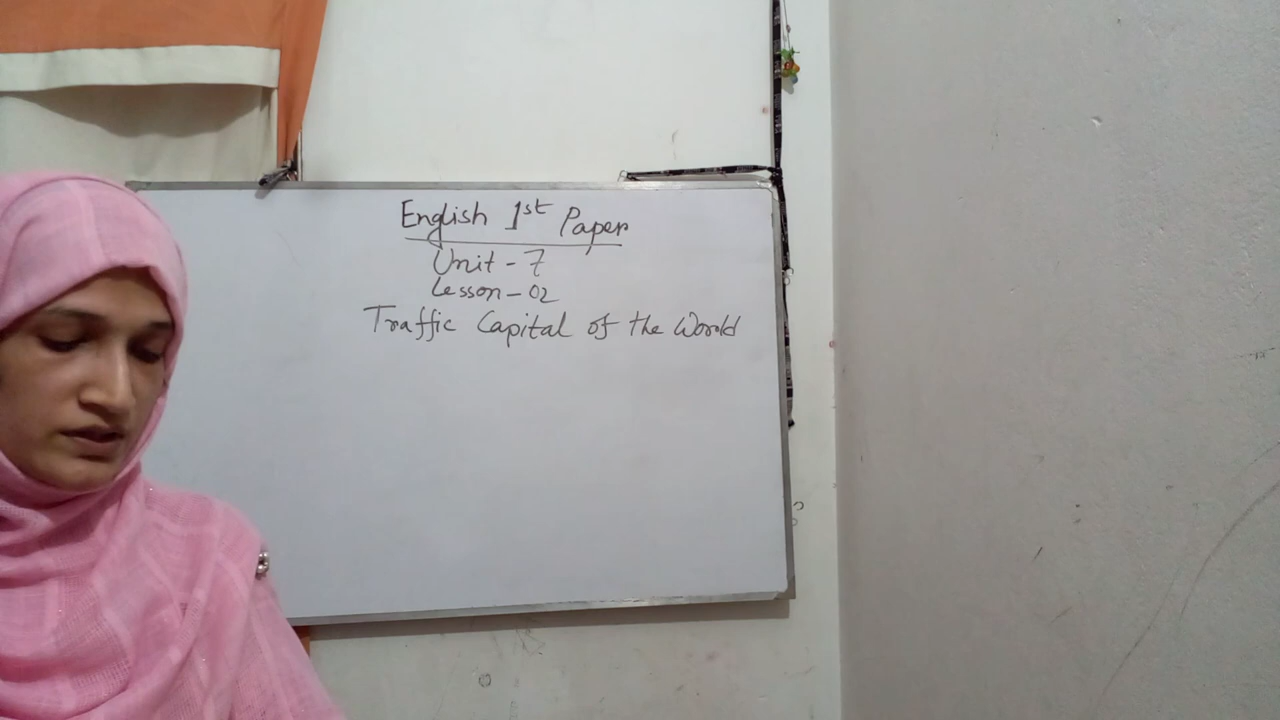 English 1st Paper
Unit - 7
Lesson - 02
Traffic Capital of the World